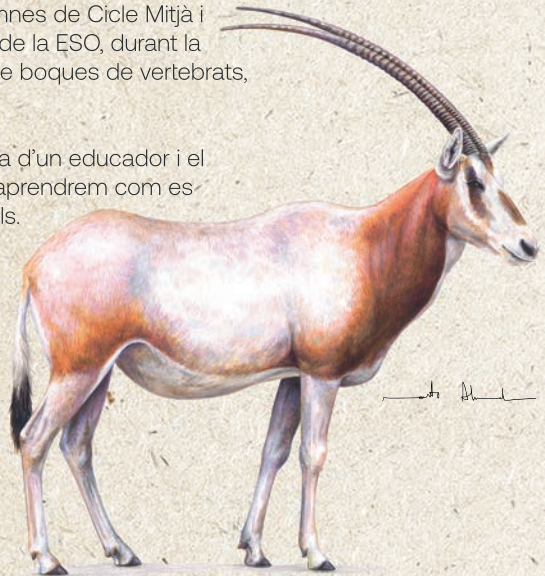 nnes de Cicle Mitjà i
de la ESO, durant la
e boques de vertebrats,
a d'un educador i el
aprendrem com es
ls.